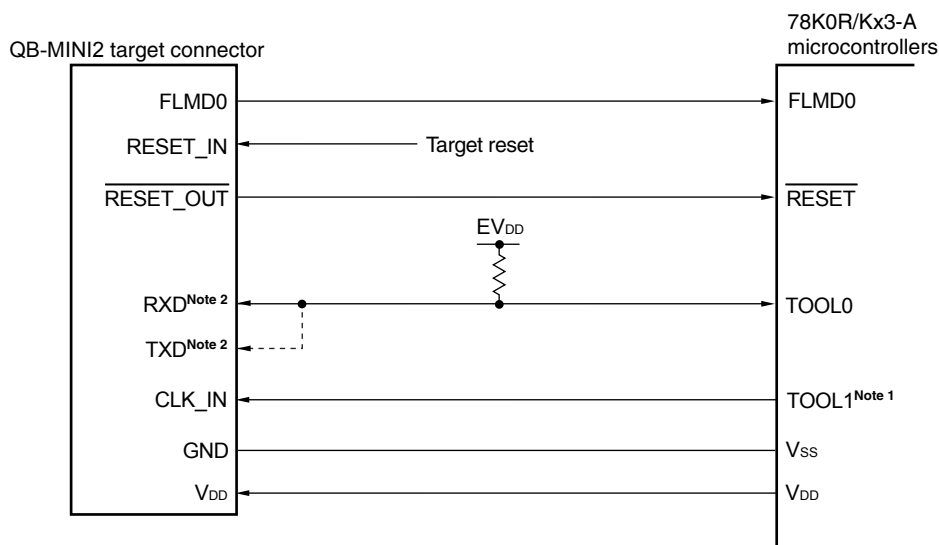 78K0R/Kx3-A
microcontrollers
QB-MINI2 target connector
FLMD0
FLMD0
RESET_IN
Target reset
RESET_OUT
RESET
EVDD
RXDNote 2
TOOL0
TXDNote 2
CLK_IN
TOOL1Note 1
GND
VSS
VDD
VDD